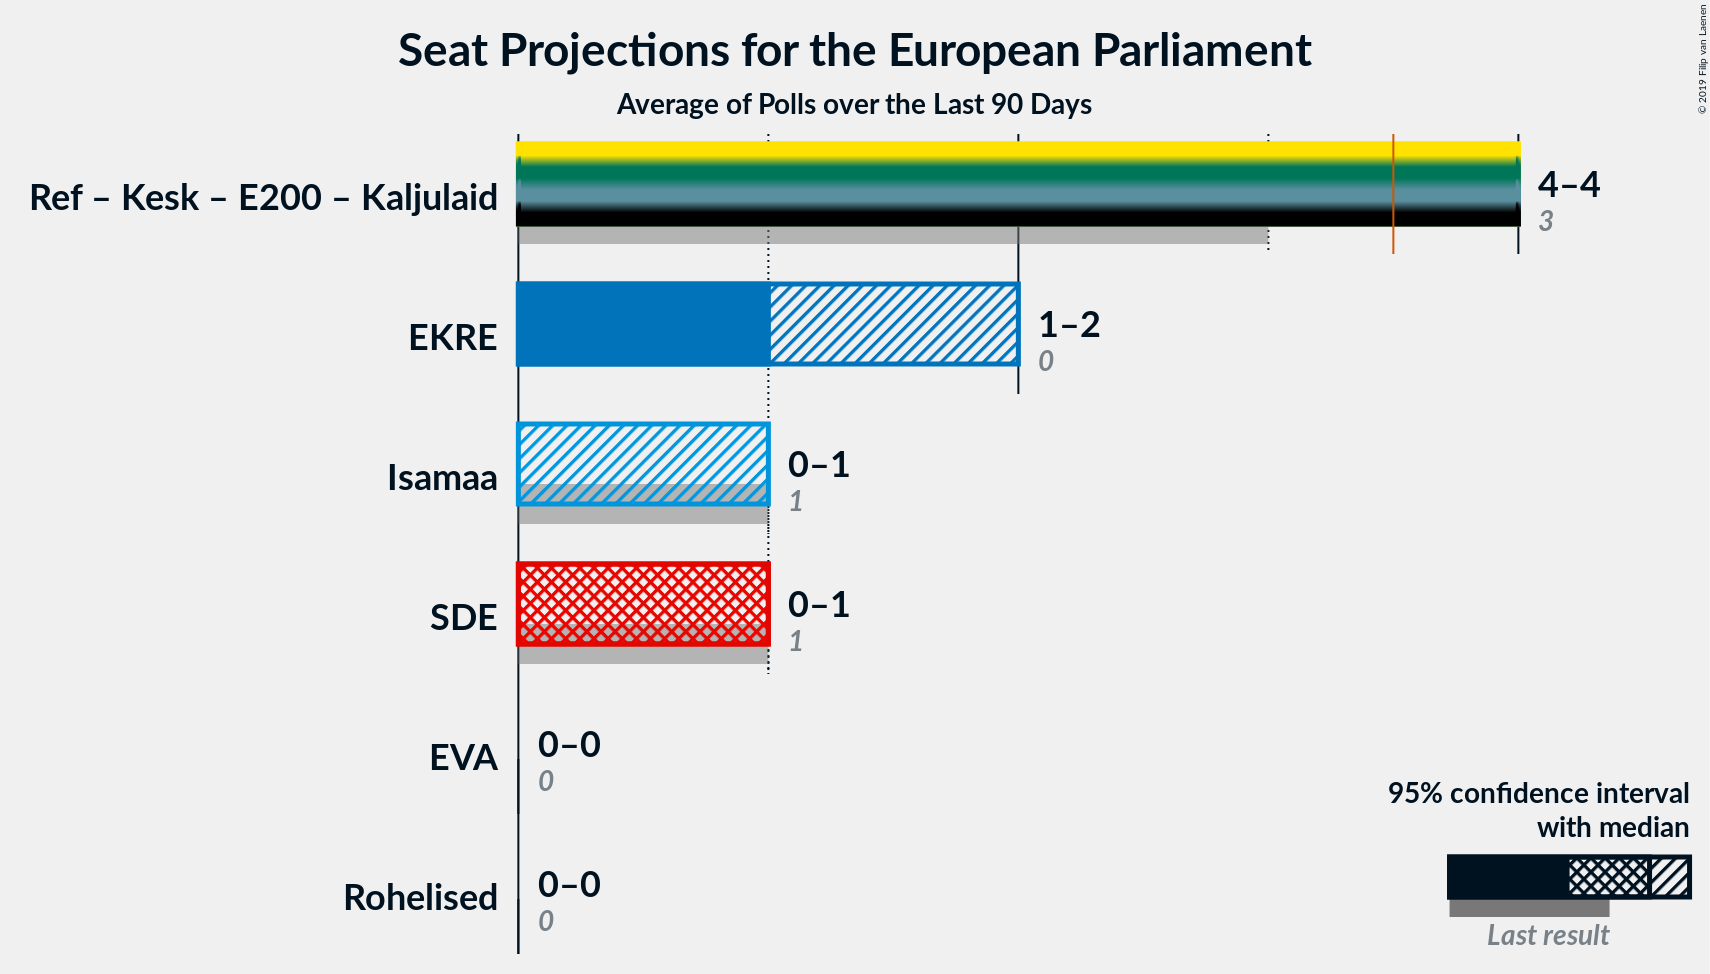 Seat Projections for the European Parliament
Average of Polls over the Last 90 Days
© 2019 Filip van Laenen
Ref – Kesk – E200 – Kaljulaid
4–4
3
EKRE
1–2
0
Isamaa
0–1
1
SDE
0–1
1
EVA
0–0
0
Rohelised
0–0
0
95% confidence interval
with median
Last result